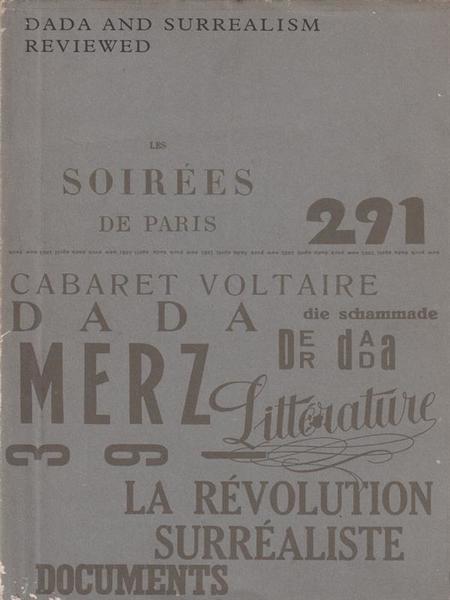 DADA AND SURREALISM
REVIEWED
LES
SOIRÉES
DE PARIS
291
CABARET VOLTAIRE
DADA
die schammade
DER dADAa
MERZ
Littérature
391
LA RÉVOLUTION
SURRÉALISTE
DOCUMENTS